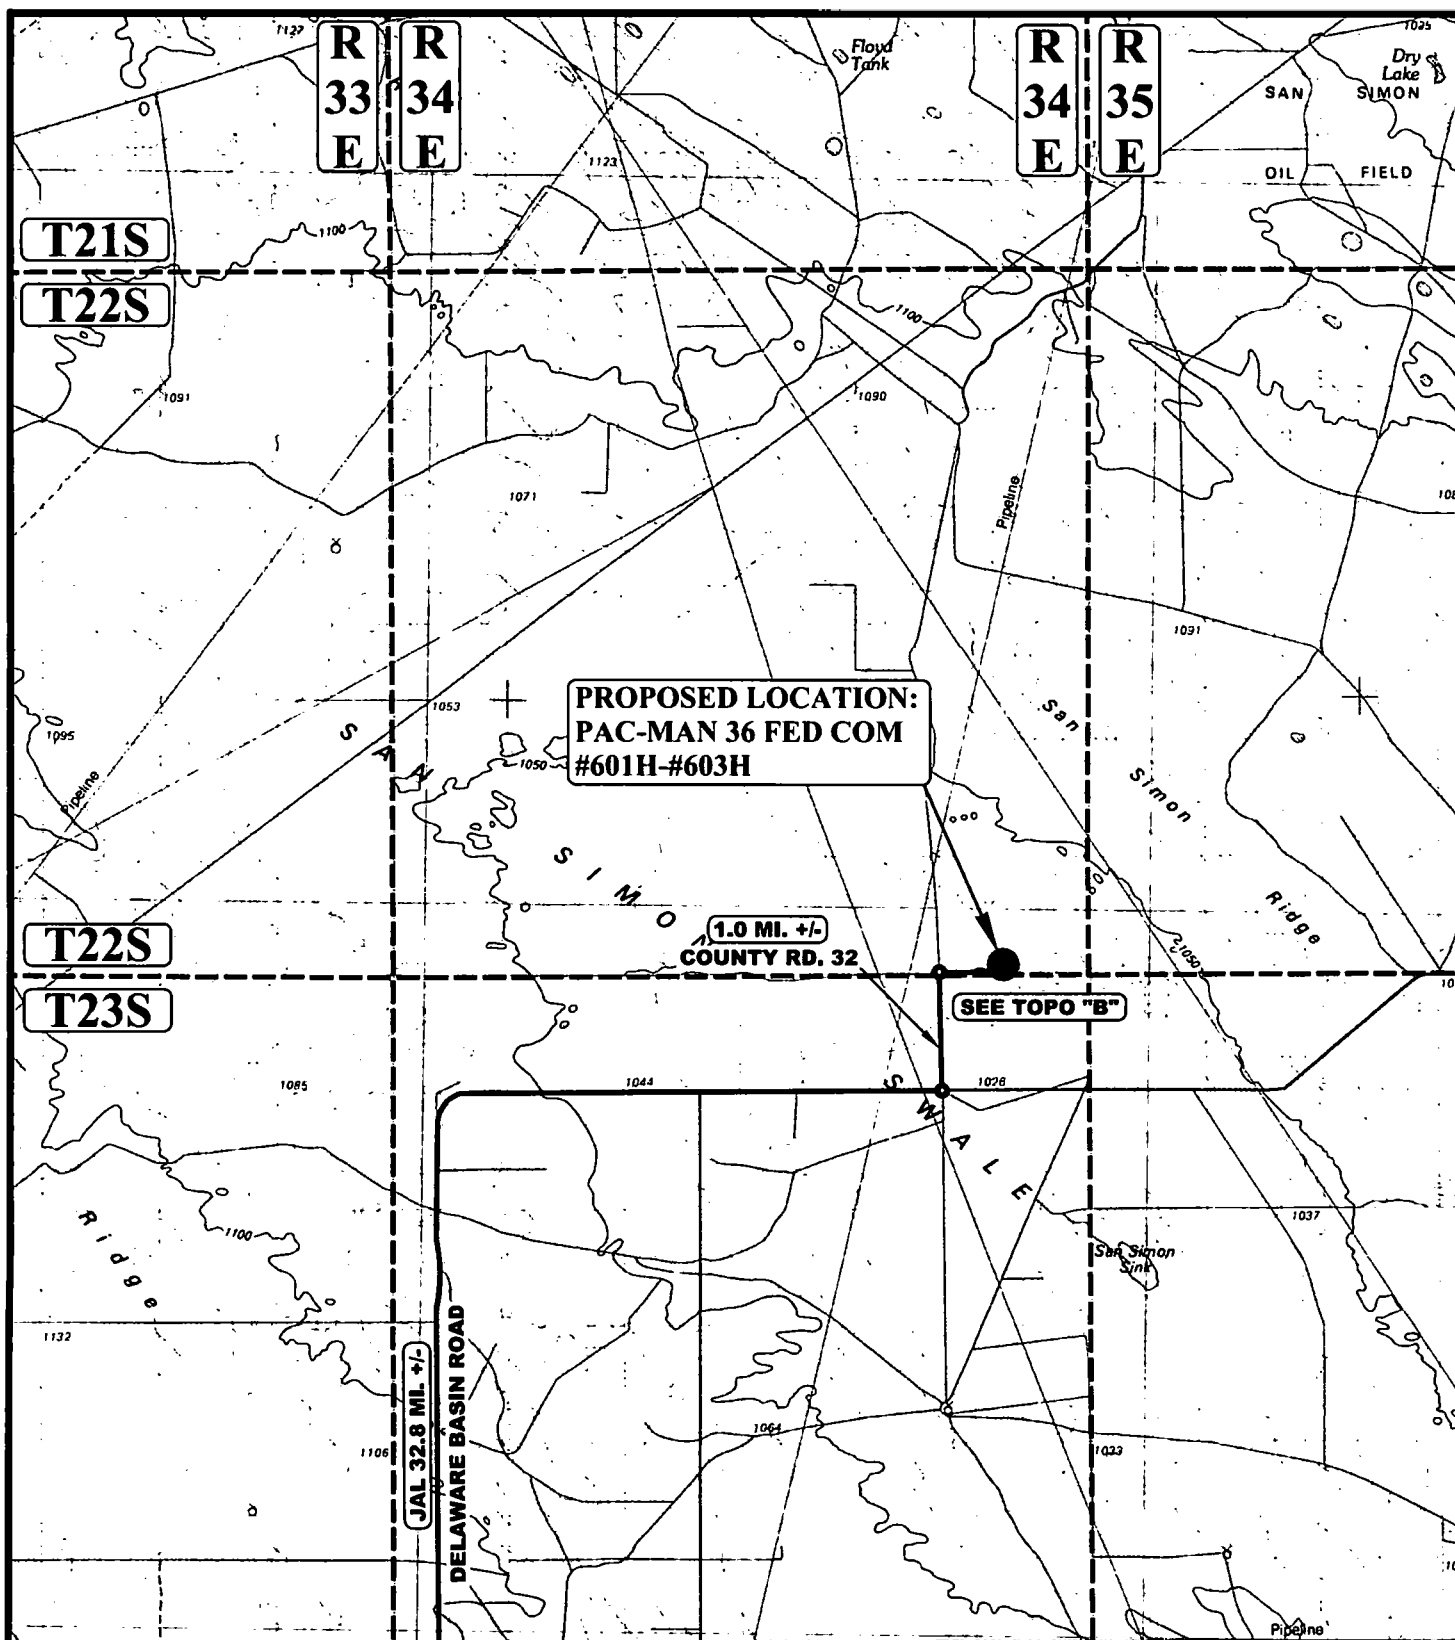 1127
R
33
E
R
34
E
R
34
E
R
35
E
Floyd
Tank
1123
Dry
Lake
SAN SIMON
OIL FIELD
T21S
T22S
1100
1100
1091
1090
1071
Pipeline
1091
1053
1095
Pipeline
SAN
1050
PROPOSED LOCATION:
PAC-MAN 36 FED COM
#601H-#603H
San
Simon
Ridge
SIMON
1.0 MI. +/-
COUNTY RD. 32
T22S
T23S
1050
SEE TOPO "B"
1085
1044
1026
SWALE
Ridge
1100
1037
San Simon
Sink
1132
JAL 32.8 MI. +/-
DELAWARE BASIN ROAD
1106
1064
1033
Pipeline